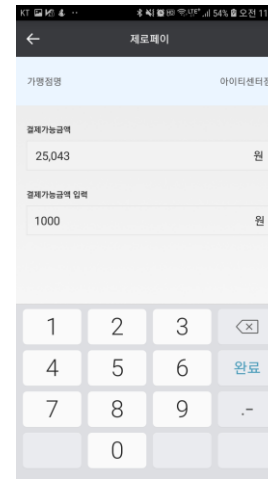 KT 54% 오전 11
제로페이
가맹점명 아이티센터점
결제가능금액
25,043 원
결제가능금액 입력
1000 원
1 2 3
4 5 6 완료
7 8 9 .-
0